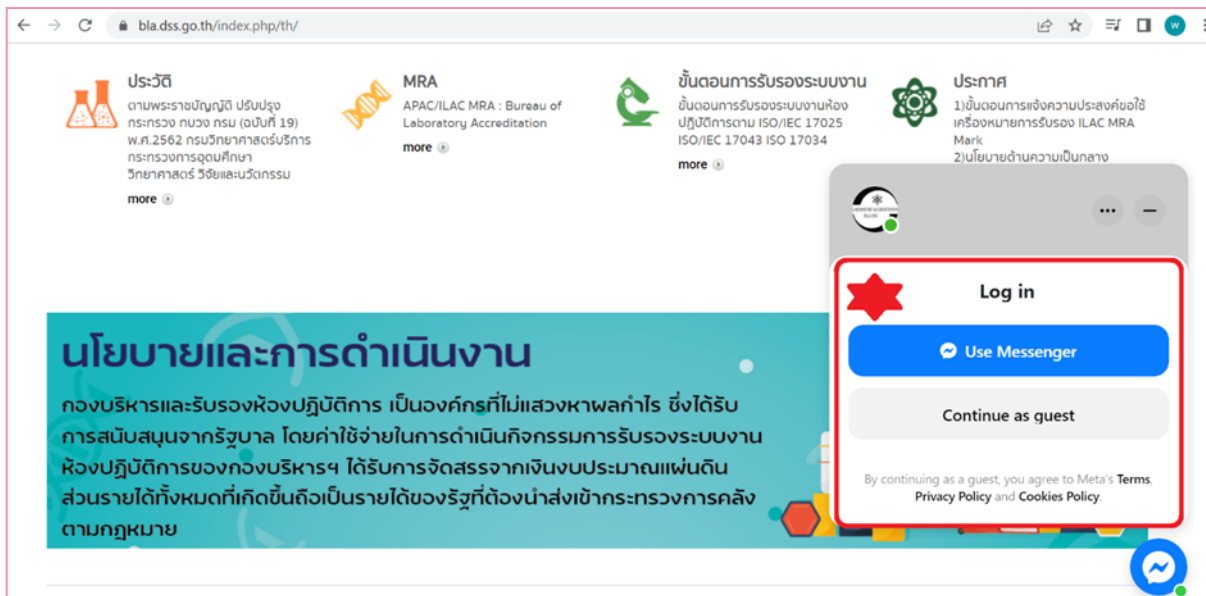 bla.dss.go.th/index.php/th/
w
ประวัติ
ตามพระราชบัญญัติ ปรับปรุง
กระทรวง ทบวง กรม (ฉบับที่ 19)
พ.ศ.2562 กรมวิทยาศาสตร์บริการ
กระทรวงการอุดมศึกษา
วิทยาศาสตร์ วิจัยและนวัตกรรม
more
MRA
APAC/ILAC MRA : Bureau of
Laboratory Accreditation
more
ขั้นตอนการรับรองระบบงาน
ขั้นตอนการรับรองระบบงานห้อง
ปฏิบัติการตาม ISO/IEC 17025
ISO/IEC 17043 ISO 17034
more
ประกาศ
1)ขั้นตอนการแจ้งความประสงค์ขอใช้
เครื่องหมายการรับรอง ILAC MRA
Mark
2)นโยบายด้านความเป็นกลาง
Log in
Use Messenger
Continue as guest
By continuing as a guest, you agree to Meta's Terms,
Privacy Policy and Cookies Policy.
นโยบายและการดำเนินงาน
กองบริหารและรับรองห้องปฏิบัติการ เป็นองค์กรที่ไม่แสวงหาผลกำไร ซึ่งได้รับ
การสนับสนุนจากรัฐบาล โดยค่าใช้จ่ายในการดำเนินกิจกรรมการรับรองระบบงาน
ห้องปฏิบัติการของกองบริหารฯ ได้รับการจัดสรรจากเงินงบประมาณแผ่นดิน
ส่วนรายได้ทั้งหมดที่เกิดขึ้นถือเป็นรายได้ของรัฐที่ต้องนำส่งเข้ากระทรวงการคลัง
ตามกฎหมาย